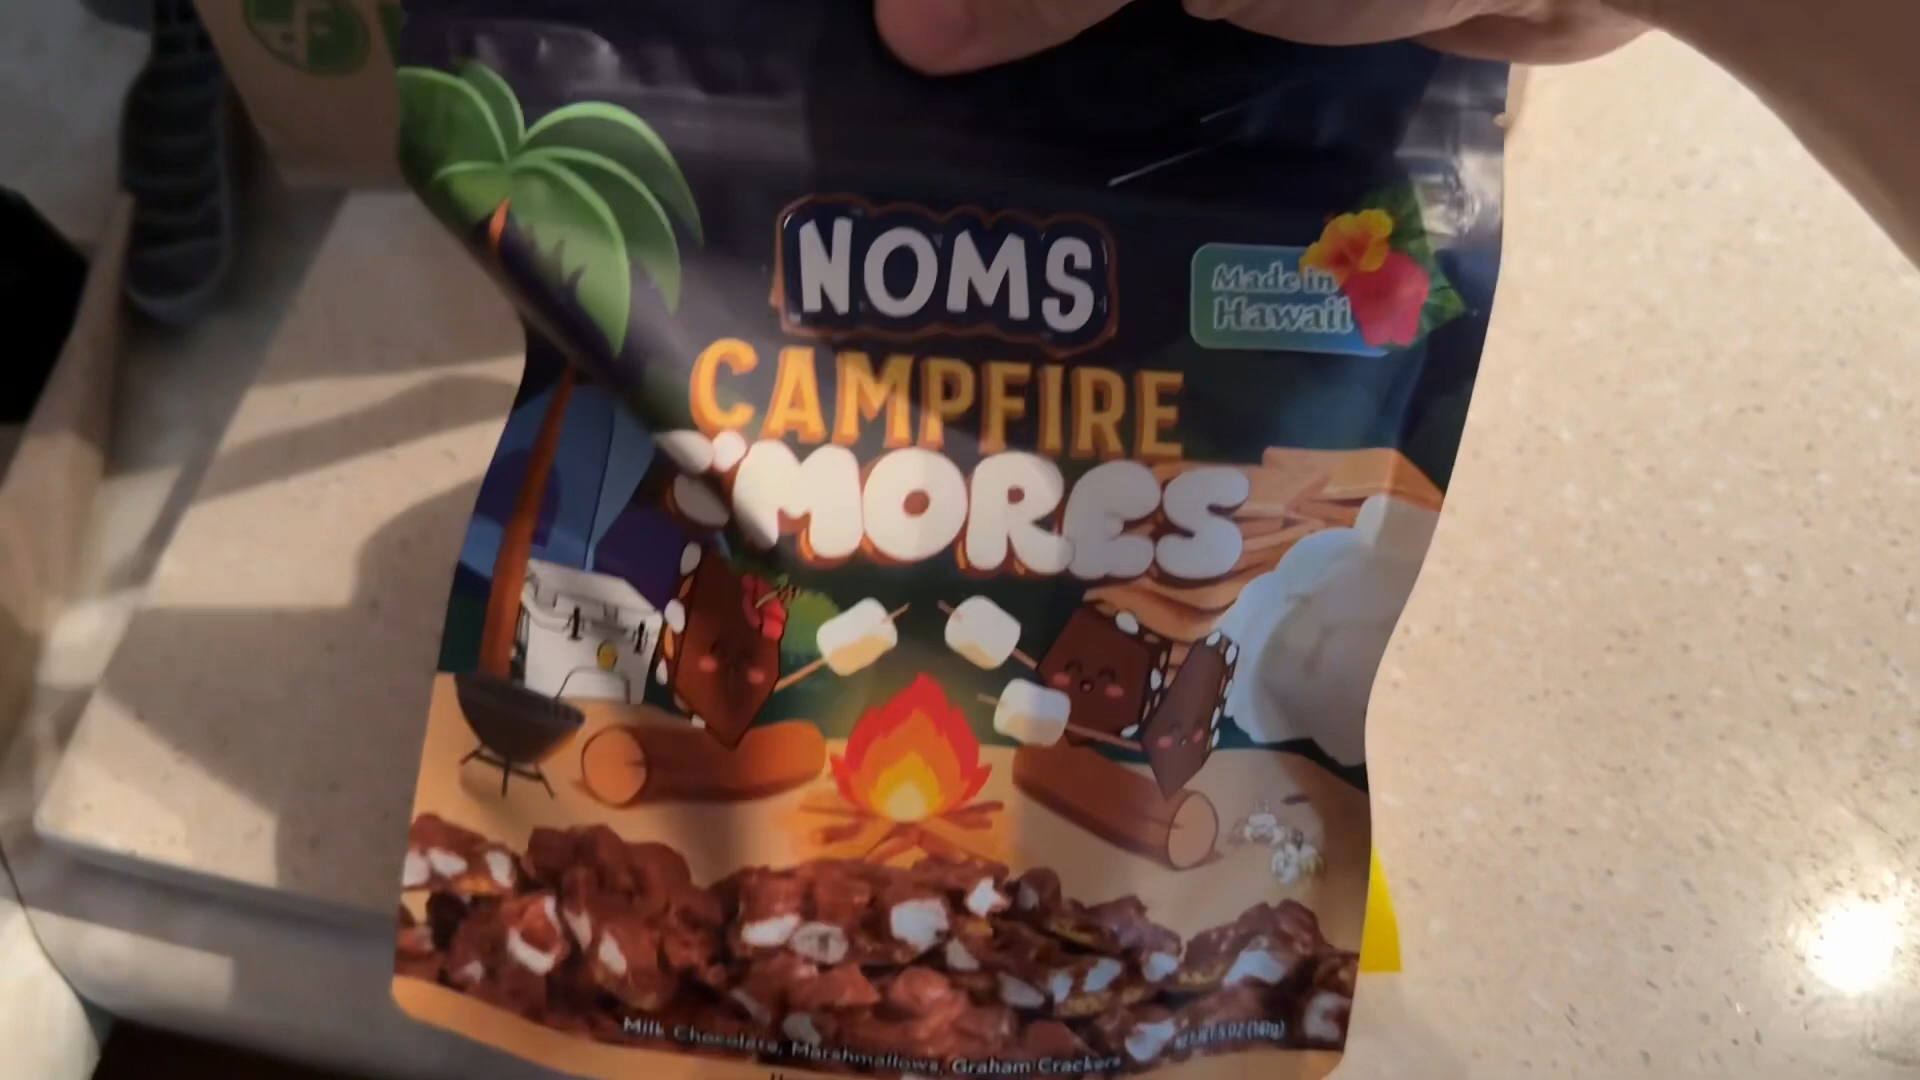 NOMS
Made in
Hawaii
CAMPFIRE
S'MORES
Milk Chocolate, Marshmallows, Graham Crackers